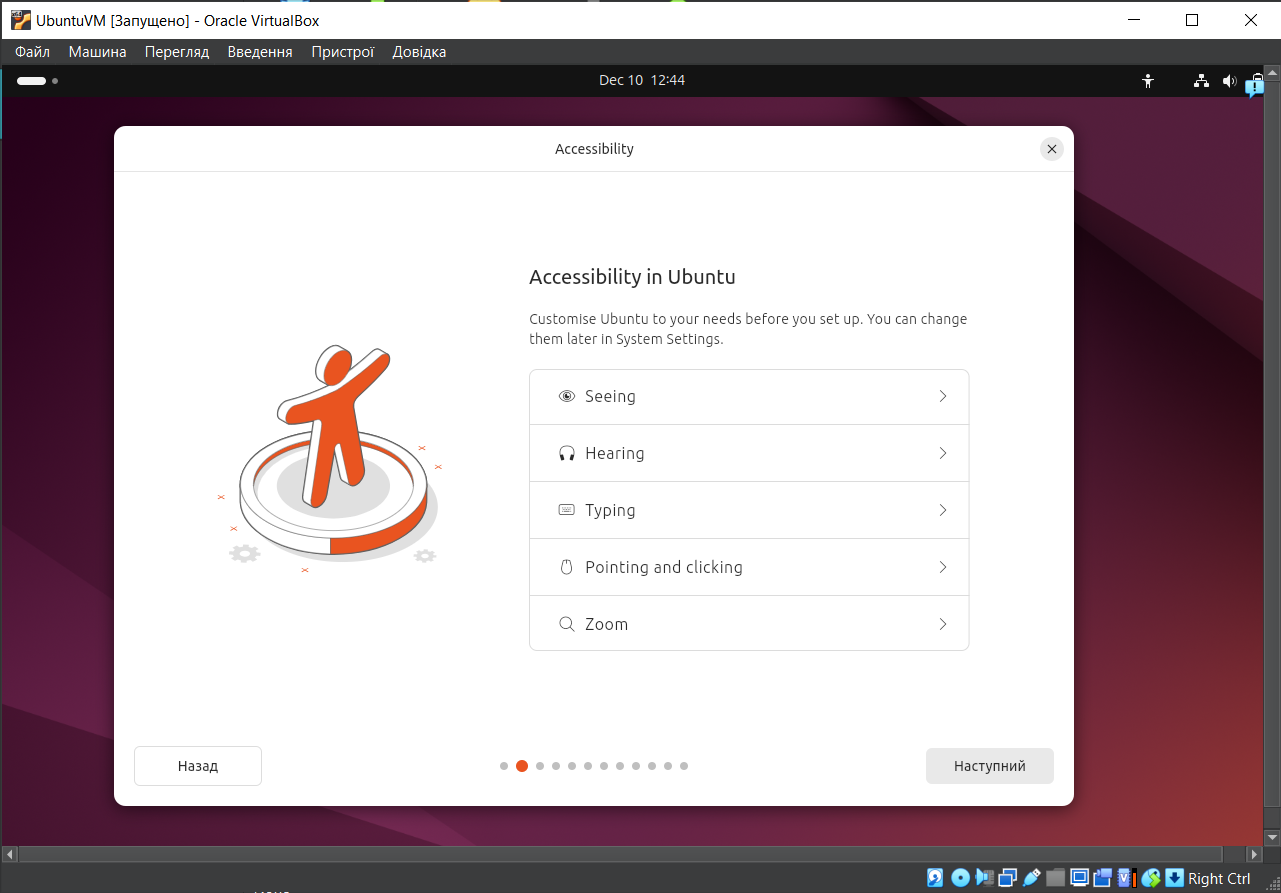 UbuntuVM [Запущено] - Oracle VirtualBox
Файл Машина Перегляд Введення Пристрої Довідка
Dec 10 12:44
Accessibility
Accessibility in Ubuntu
Customise Ubuntu to your needs before you set up. You can change
them later in System Settings.
Seeing
Hearing
Typing
Pointing and clicking
Zoom
Назад
Наступний
Right Ctrl